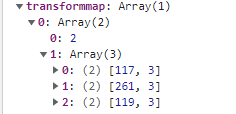 ▼ transformmap: Array(1)
▼ 0: Array(2)
0: 2
▼ 1: Array(3)
▶ 0: (2) [117, 3]
▶ 1: (2) [261, 3]
▶ 2: (2) [119, 3]